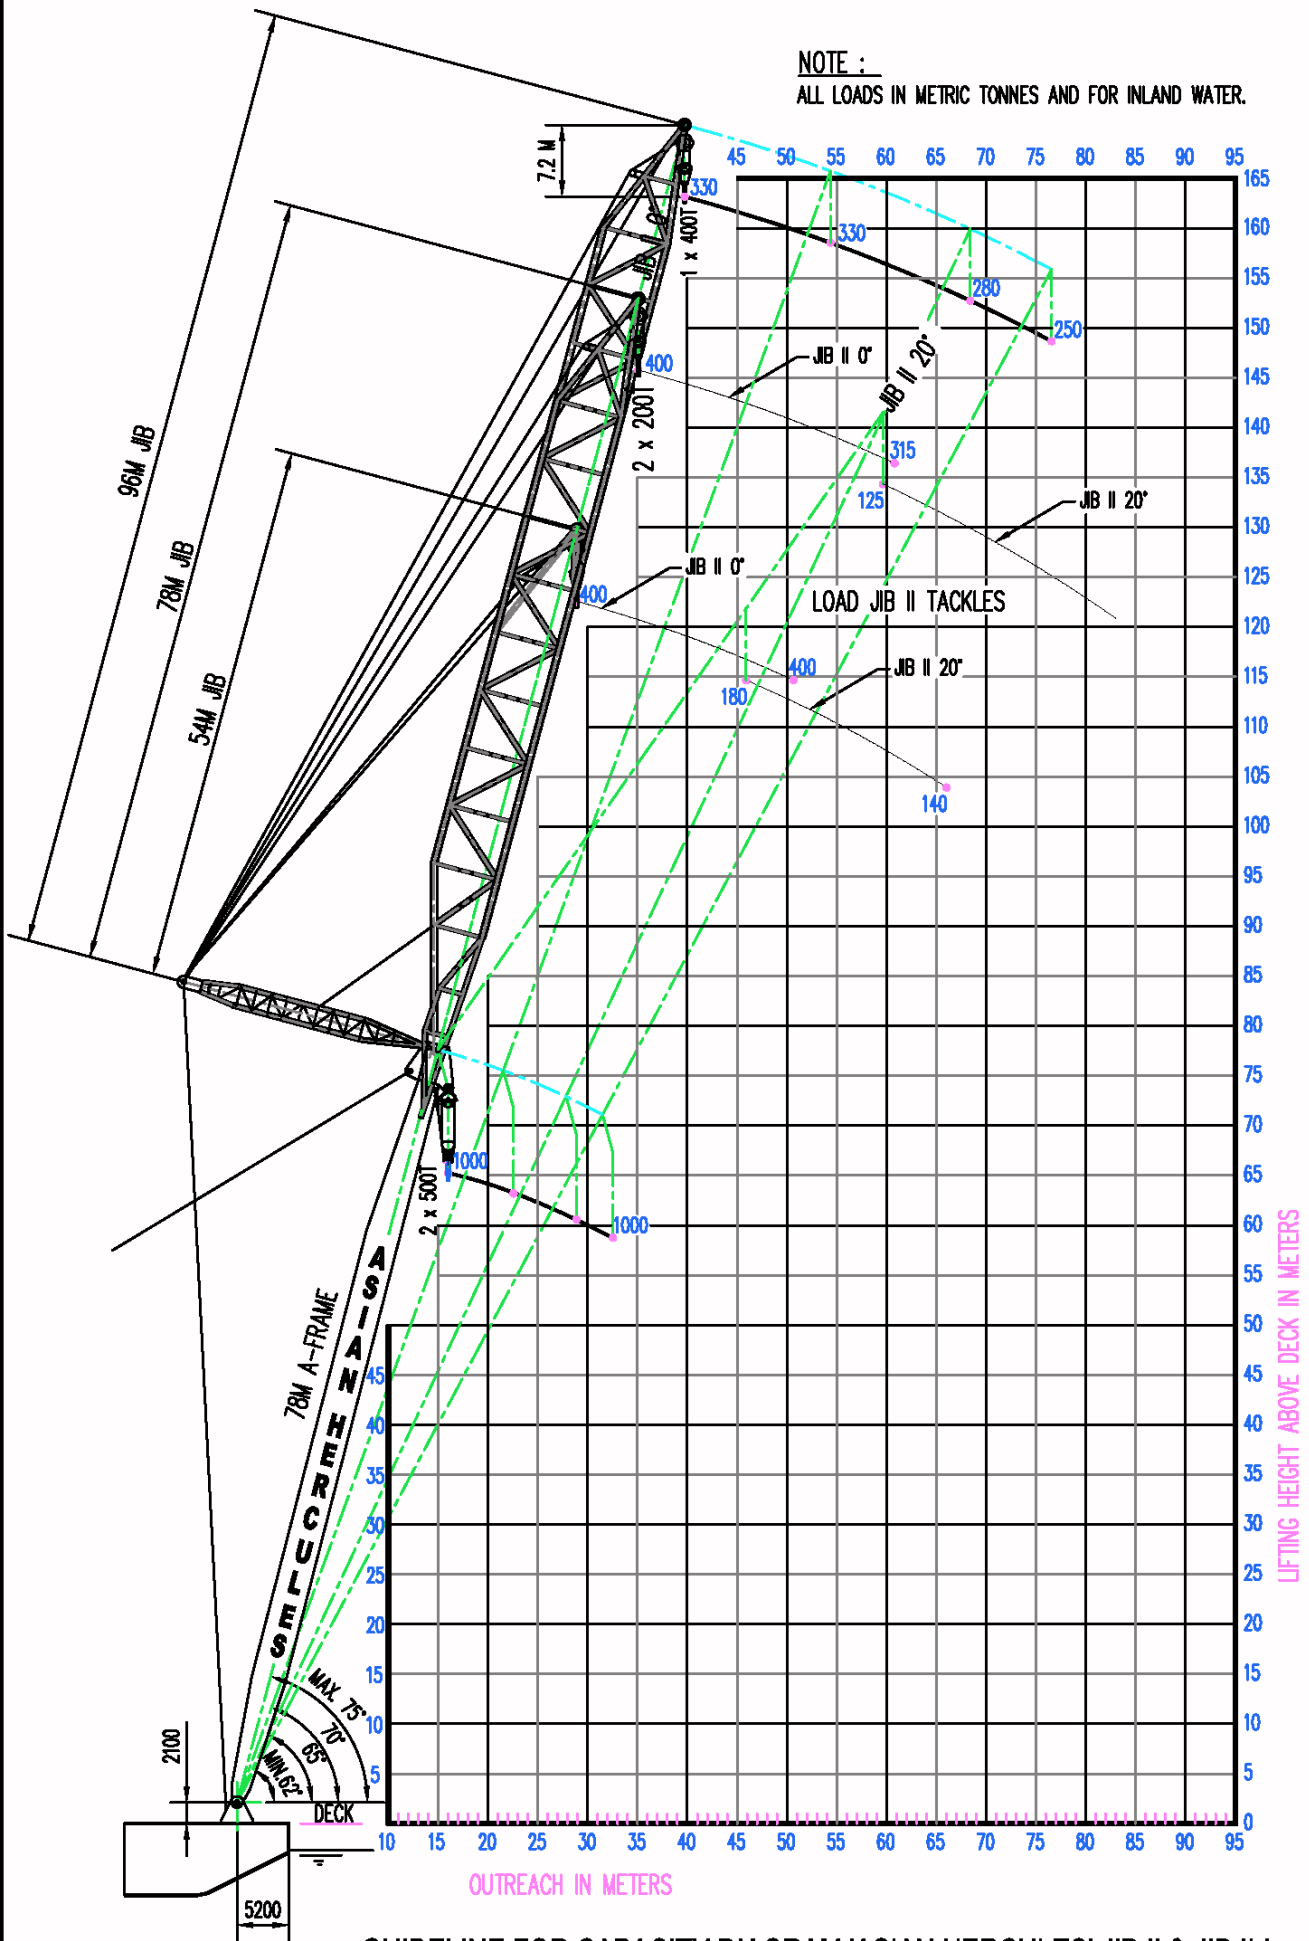 NOTE :
ALL LOADS IN METRIC TONNES AND FOR INLAND WATER.
45 50 55 60 65 70 75 80 85 90 95
7.2 M
330
1 x 400T
330
280
250
JIB II 0°
400
2 x 200T
JIB II 0°
JIB II 20°
315
125
JIB II 20°
96M JIB
78M JIB
54M JIB
400
JIB II 0°
LOAD JIB II TACKLES
400
JIB II 20°
180
140
165
160
155
150
145
140
135
130
125
120
115
110
105
100
95
90
85
80
75
70
65
60
55
50
45
40
35
30
25
20
15
10
5
0
1000
2 x 500T
1000
78M A-FRAME
ASIAN HERCULES
45
40
35
30
25
20
15
10
5
MAX. 75°
70°
65°
MIN.62°
2100
DECK
5200
10 15 20 25 30 35 40 45 50 55 60 65 70 75 80 85 90 95
OUTREACH IN METERS
LIFTING HEIGHT ABOVE DECK IN METERS